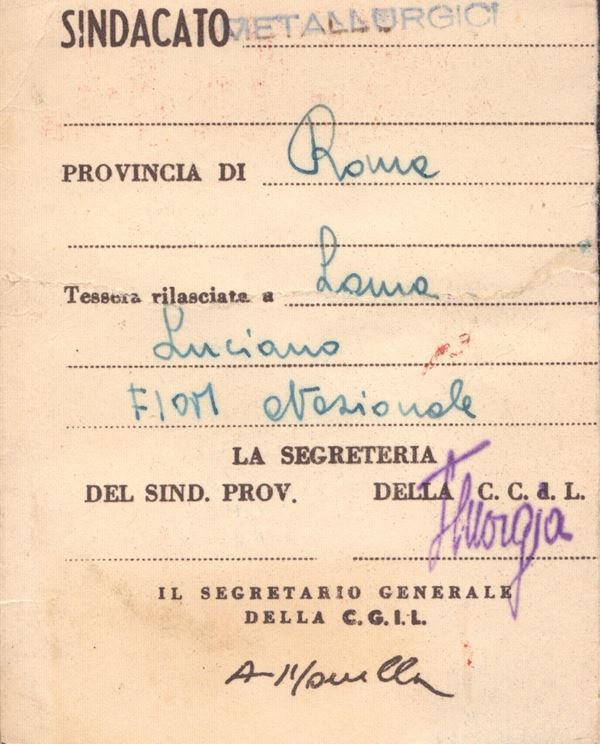 SINDACATO METALLURGICI
PROVINCIA DI Roma
Tessera rilasciata a Lama
Luciano
FIOM Nazionale
LA SEGRETERIA
DEL SIND. PROV. DELLA C. C. d. L.
IL SEGRETARIO GENERALE
DELLA C.G.I.L.